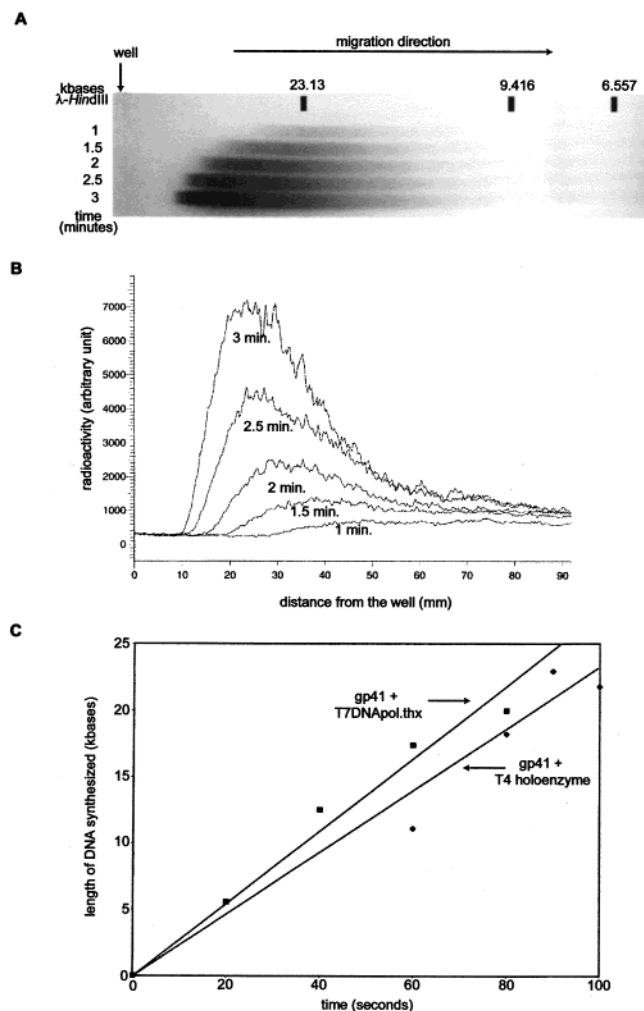 A
migration direction
well
kbases
λ-HindIII
23.13
9.416
6.557
1
1.5
2
2.5
3
time
(minutes)
B
radioactivity (arbitrary unit)
7000
6000
5000
4000
3000
2000
1000
0
3 min.
2.5 min.
2 min.
1.5 min.
1 min.
0 10 20 30 40 50 60 70 80 90
distance from the well (mm)
C
length of DNA synthesized (kbases)
25
20
15
10
5
0
gp41 +
T7DNApol.thx
gp41 +
T4 holoenzyme
20 40 60 80 100
time (seconds)